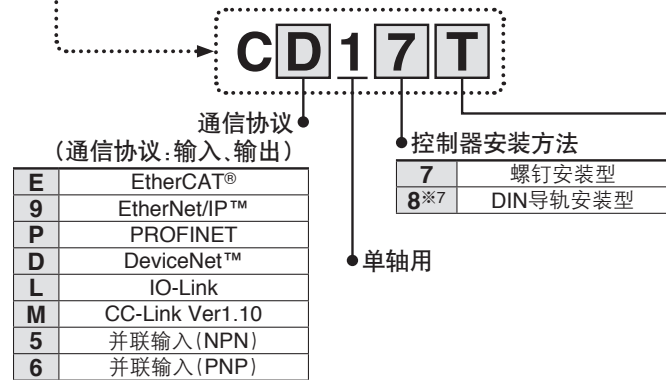 CD17T
通信协议
（通信协议：输入、输出）
E EtherCAT®
9 EtherNet/IP™
P PROFINET
D DeviceNet™
L IO-Link
M CC-Link Ver1.10
5 并联输入（NPN）
6 并联输入（PNP）
单轴用
控制器安装方法
7 螺钉安装型
8※7 DIN导轨安装型